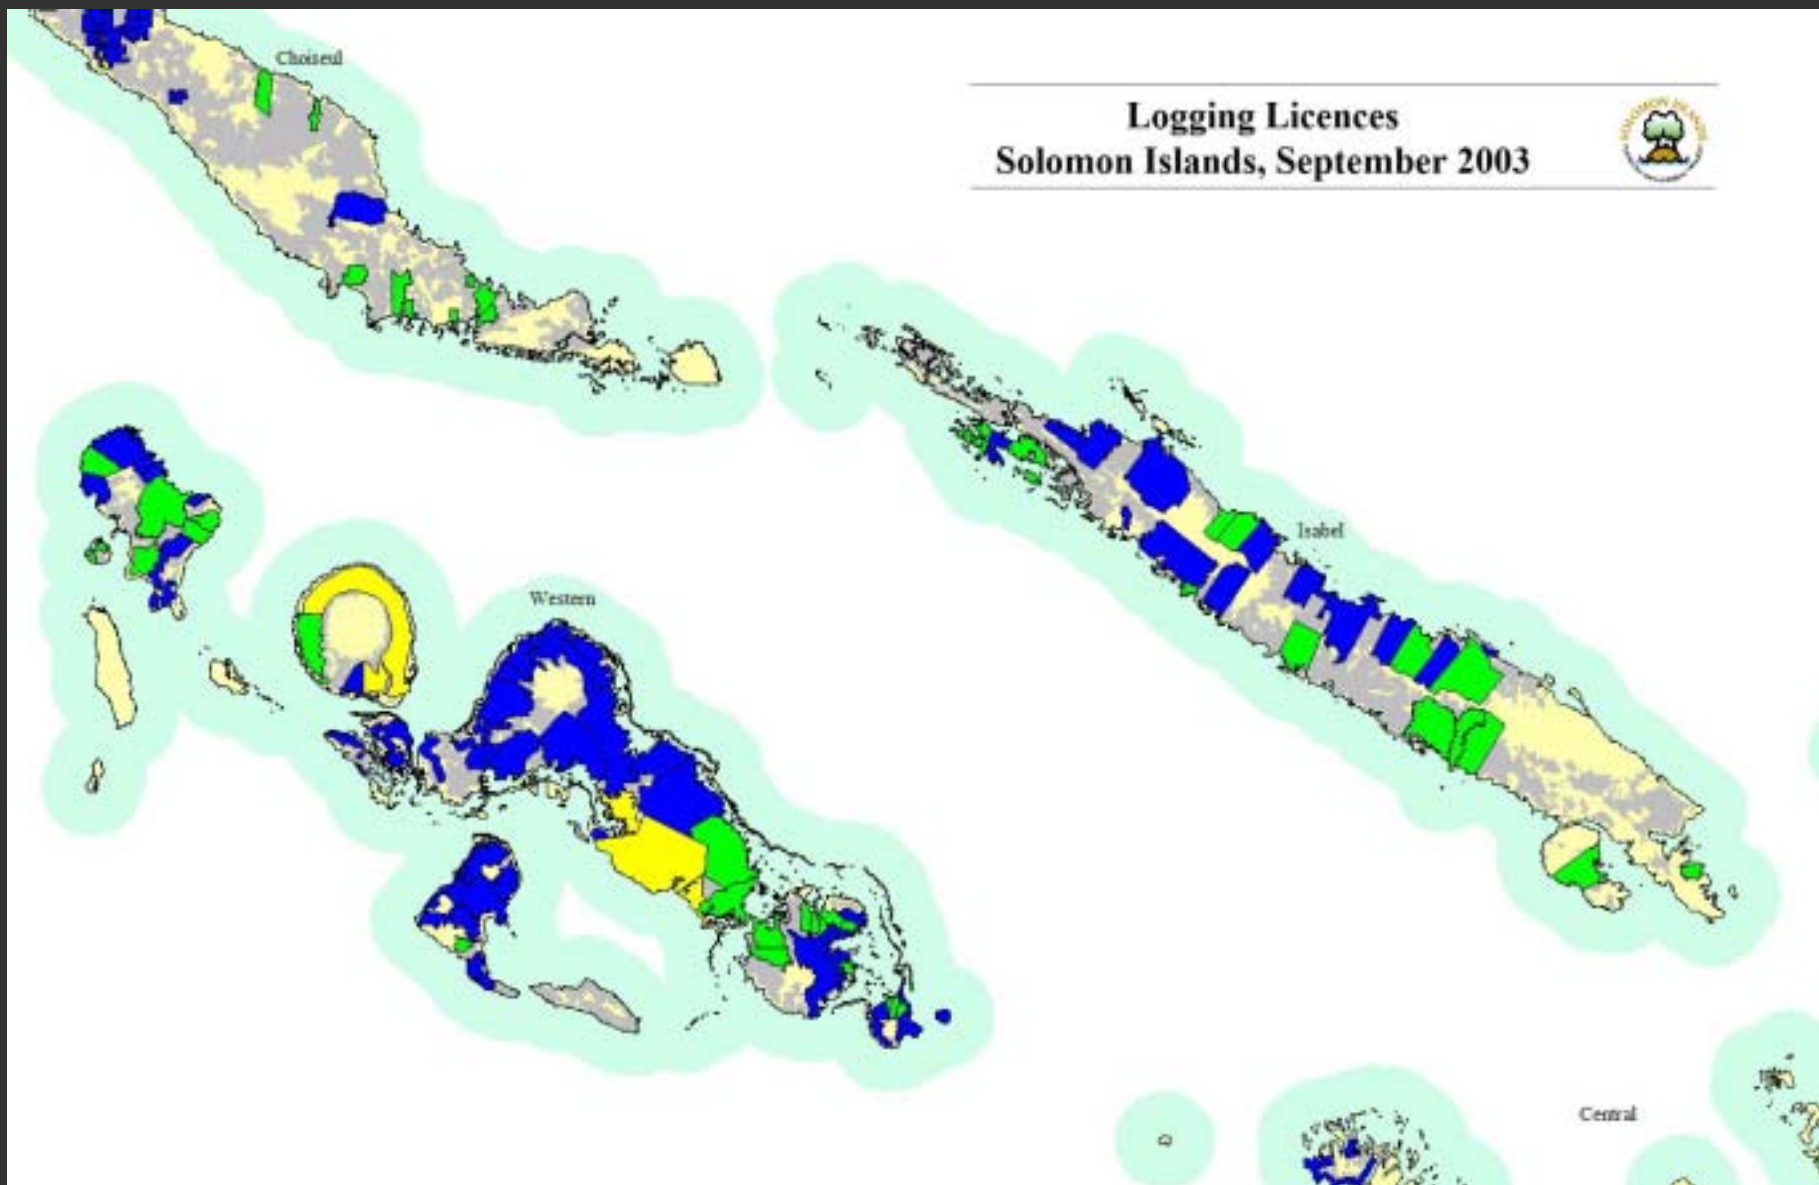 Choiseul
Logging Licences
Solomon Islands, September 2003
Isabel
Western
Central